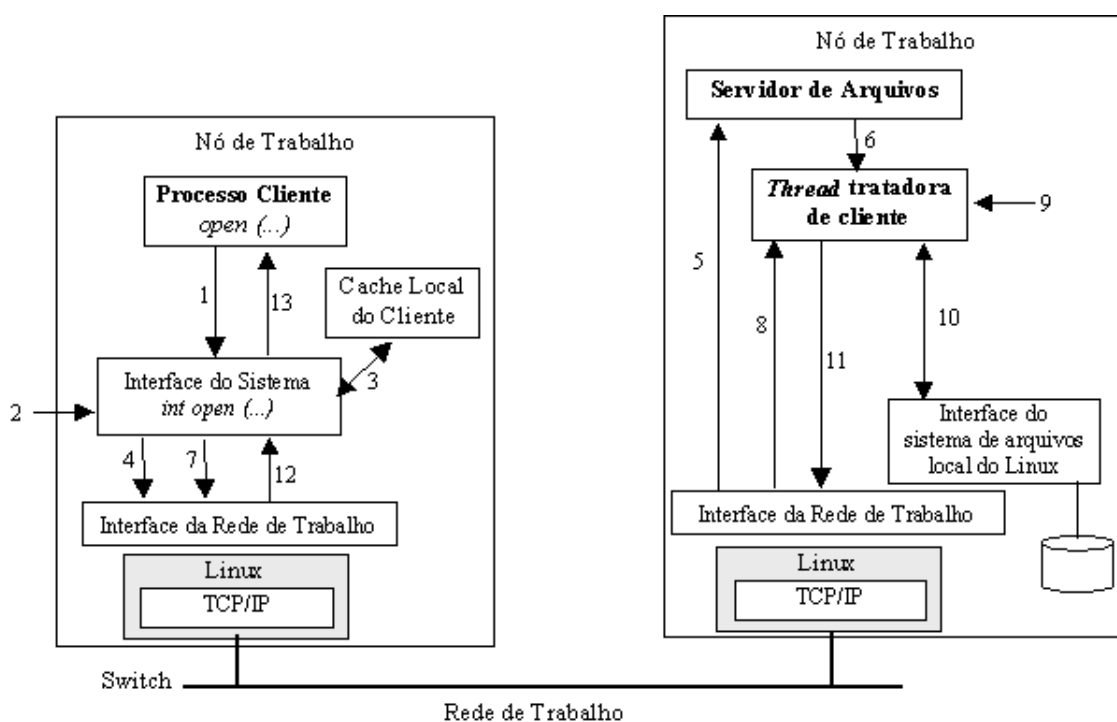 Nó de Trabalho
Processo Cliente
open (...)
1
13
Cache Local
do Cliente
3
2
Interface do Sistema
int open (...)
4
7
12
Interface da Rede de Trabalho
Linux
TCP/IP
Nó de Trabalho
Servidor de Arquivos
6
Thread tratadora
de cliente
9
5
8
11
10
Interface do
sistema de arquivos
local do Linux
Interface da Rede de Trabalho
Linux
TCP/IP
Switch
Rede de Trabalho